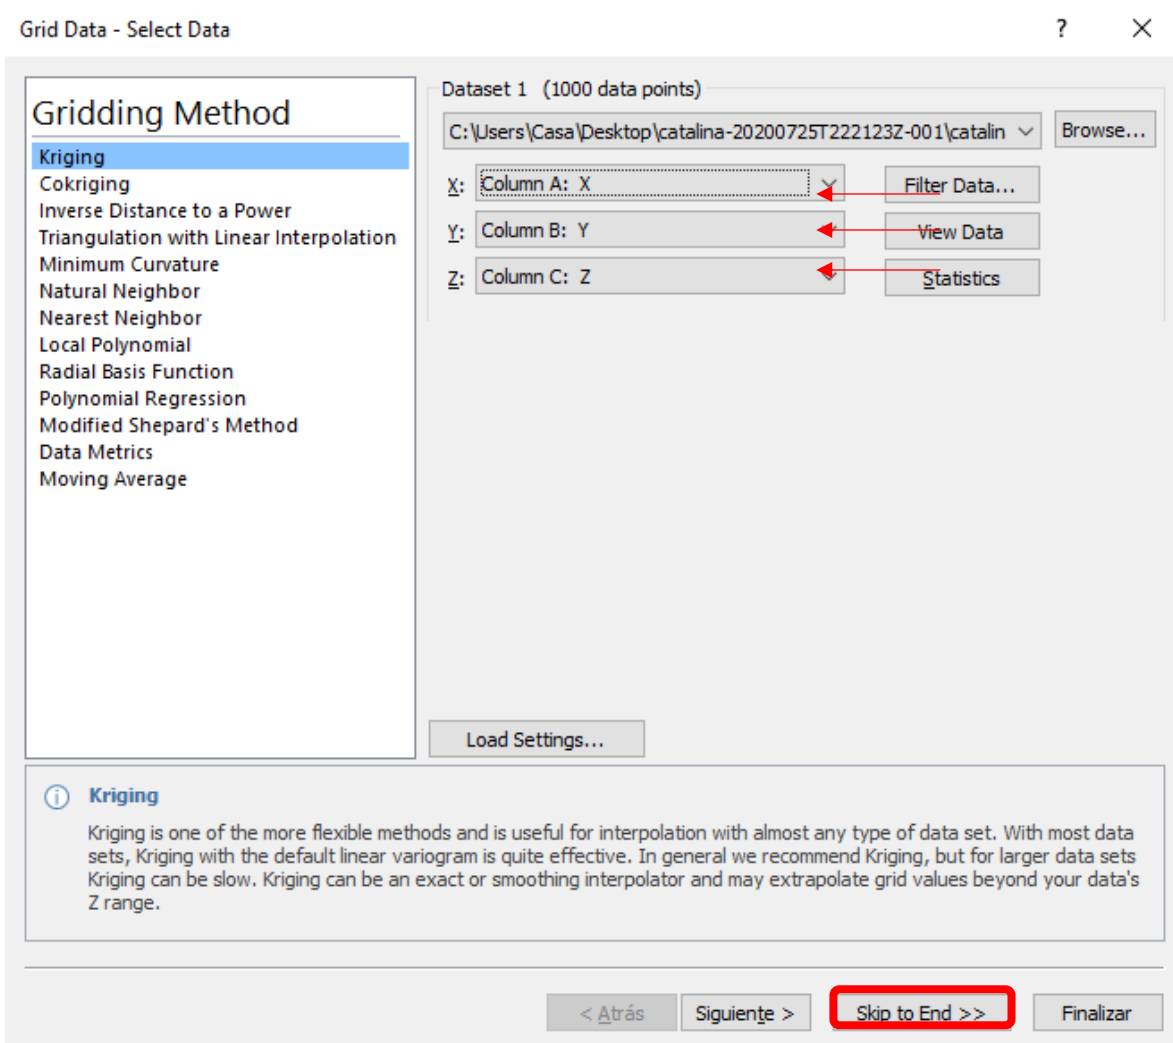 Grid Data - Select Data
?
Gridding Method
Kriging
Cokriging
Inverse Distance to a Power
Triangulation with Linear Interpolation
Minimum Curvature
Natural Neighbor
Nearest Neighbor
Local Polynomial
Radial Basis Function
Polynomial Regression
Modified Shepard's Method
Data Metrics
Moving Average
Dataset 1 (1000 data points)
C:\Users\Casa\Desktop\catalina-20200725T222123Z-001\catalin Browse...
X: Column A: X Filter Data...
Y: Column B: Y View Data
Z: Column C: Z Statistics
Load Settings...
Kriging
Kriging is one of the more flexible methods and is useful for interpolation with almost any type of data set. With most data
sets, Kriging with the default linear variogram is quite effective. In general we recommend Kriging, but for larger data sets
Kriging can be slow. Kriging can be an exact or smoothing interpolator and may extrapolate grid values beyond your data's
Z range.
< Atrás Siguiente > Skip to End >> Finalizar